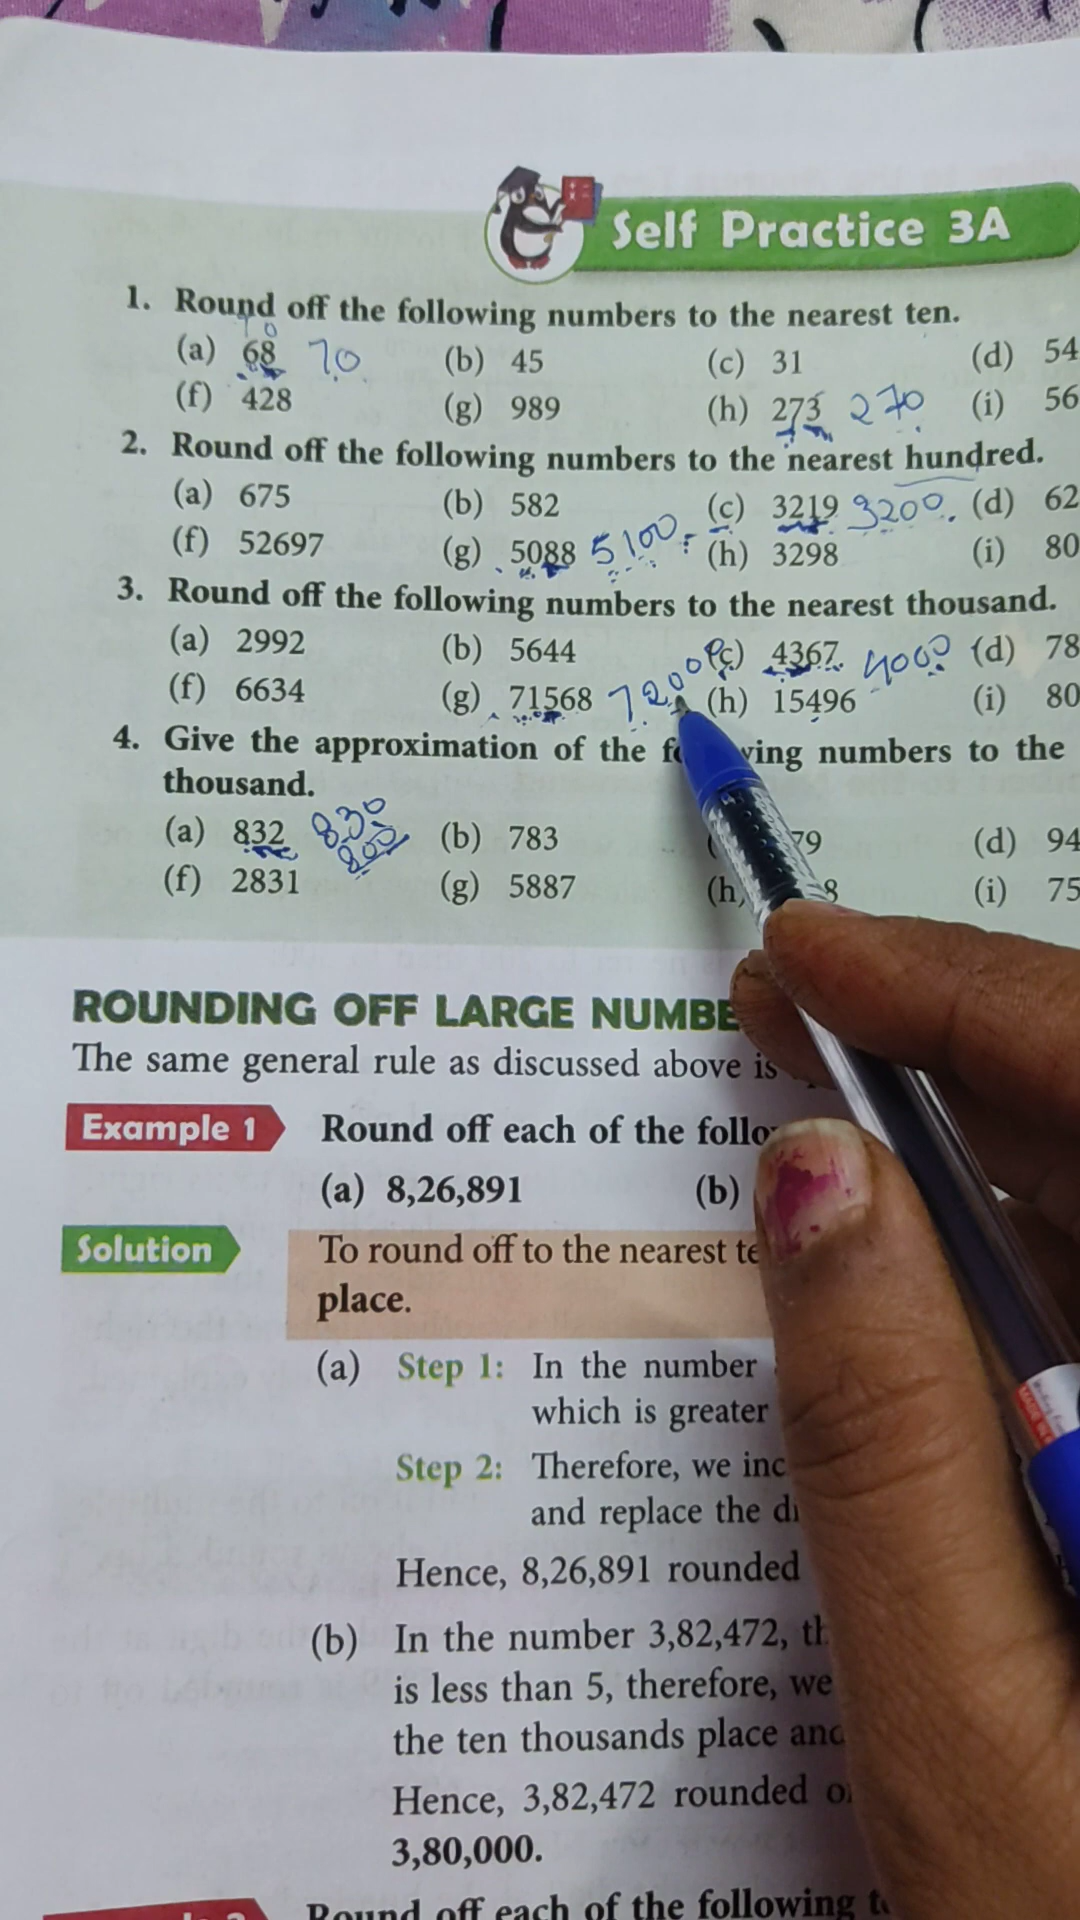 Self Practice 3A
1. Round off the following numbers to the nearest ten.
70
(a) 68 70 (b) 45 (c) 31 (d) 54
(f) 428 (g) 989 (h) 273 270 (i) 56
2. Round off the following numbers to the nearest hundred.
(a) 675 (b) 582 (c) 3219 3200. (d) 62
(f) 52697 (g) 5088 5100. (h) 3298 (i) 80
3. Round off the following numbers to the nearest thousand.
(a) 2992 (b) 5644 (c) 4367 4000 (d) 78
(f) 6634 (g) 71568 72000 (h) 15496 (i) 80
4. Give the approximation of the wing numbers to the
thousand.
(a) 832 830 (b) 783 79 (d) 94
800
(f) 2831 (g) 5887 (h 8 (i) 75
ROUNDING OFF LARGE NUMBE
The same general rule as discussed above is
Example 1 Round off each of the follo
(a) 8,26,891 (b)
Solution To round off to the nearest te
place.
(a) Step 1: In the number
which is greater
Step 2: Therefore, we inc
and replace the di
Hence, 8,26,891 rounded
(b) In the number 3,82,472, th
is less than 5, therefore, we
the ten thousands place and
Hence, 3,82,472 rounded o
3,80,000.
Round off each of the following t